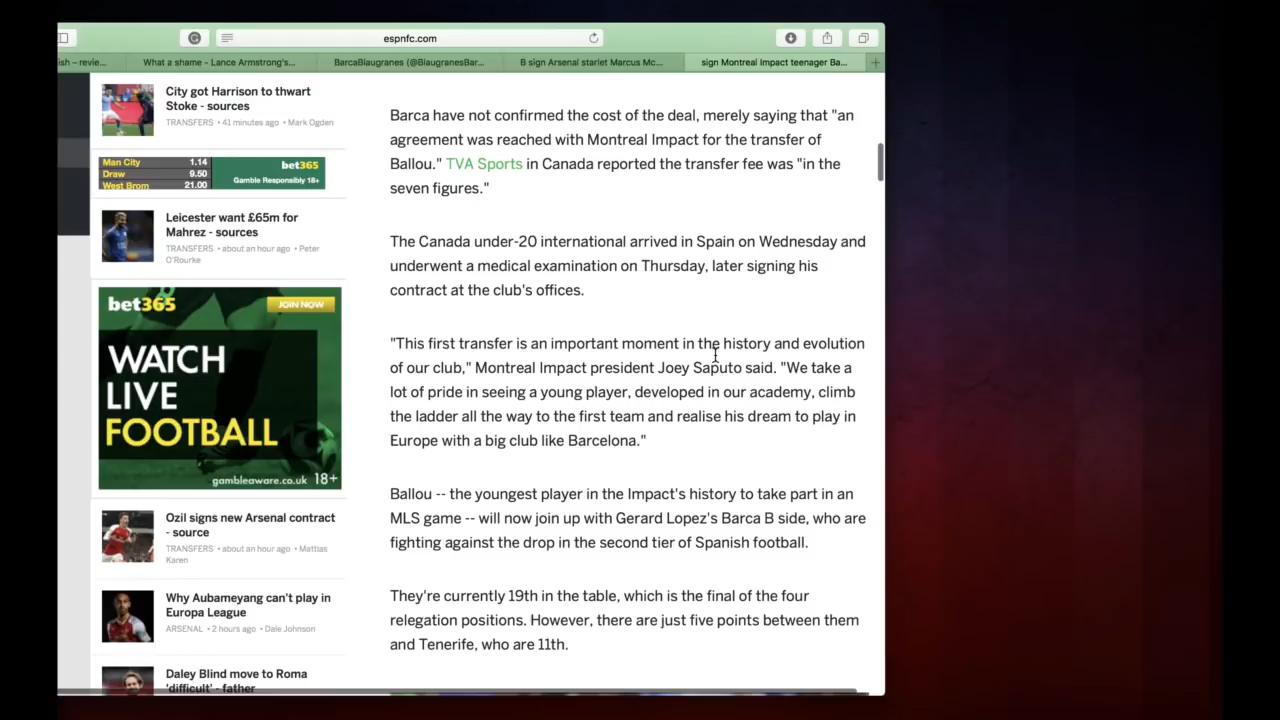 espnfc.com
ish – revie...
What a shame - Lance Armstrong's...
BarcaBlaugranes (@BlaugranesBar...
B sign Arsenal starlet Marcus Mc...
sign Montreal Impact teenager Ba...
City got Harrison to thwart
Stoke - sources
TRANSFERS • 41 minutes ago • Mark Ogden
Man City 1.14
Draw 9.50
West Brom 21.00
bet365
Gamble Responsibly 18+
Leicester want £65m for
Mahrez - sources
TRANSFERS • about an hour ago • Peter
O'Rourke
bet365
JOIN NOW
WATCH
LIVE
FOOTBALL
gambleaware.co.uk 18+
Ozil signs new Arsenal contract
- source
TRANSFERS • about an hour ago • Mattias
Karen
Why Aubameyang can't play in
Europa League
ARSENAL • 2 hours ago • Dale Johnson
Daley Blind move to Roma
'difficult' - father
Barca have not confirmed the cost of the deal, merely saying that "an
agreement was reached with Montreal Impact for the transfer of
Ballou." TVA Sports in Canada reported the transfer fee was "in the
seven figures."
The Canada under-20 international arrived in Spain on Wednesday and
underwent a medical examination on Thursday, later signing his
contract at the club's offices.
"This first transfer is an important moment in the history and evolution
of our club," Montreal Impact president Joey Saputo said. "We take a
lot of pride in seeing a young player, developed in our academy, climb
the ladder all the way to the first team and realise his dream to play in
Europe with a big club like Barcelona."
Ballou -- the youngest player in the Impact's history to take part in an
MLS game -- will now join up with Gerard Lopez's Barca B side, who are
fighting against the drop in the second tier of Spanish football.
They're currently 19th in the table, which is the final of the four
relegation positions. However, there are just five points between them
and Tenerife, who are 11th.